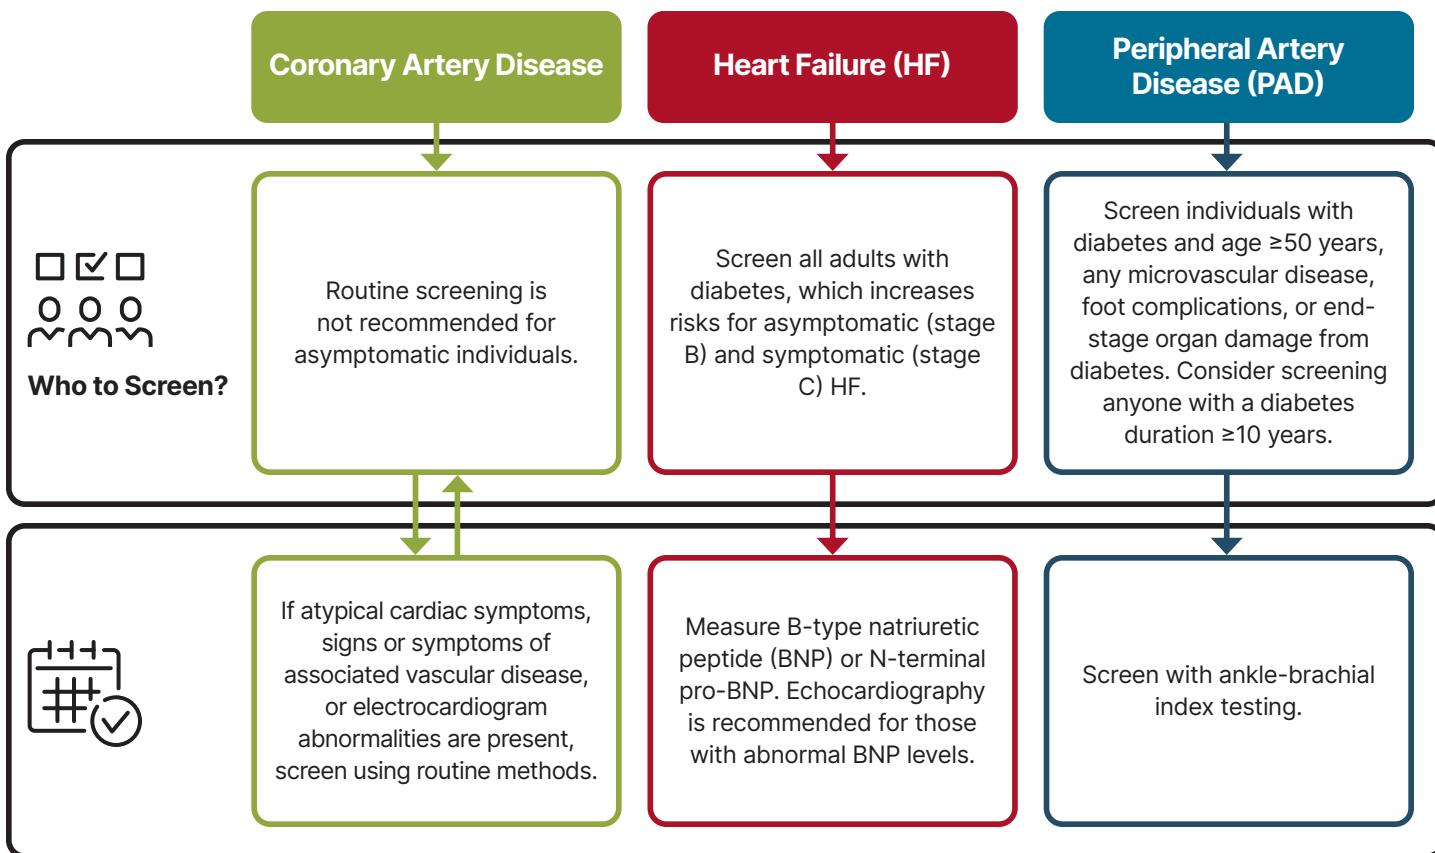 Coronary Artery Disease
Heart Failure (HF)
Peripheral Artery
Disease (PAD)
Who to Screen?
Routine screening is
not recommended for
asymptomatic individuals.
Screen all adults with
diabetes, which increases
risks for asymptomatic (stage
B) and symptomatic (stage
C) HF.
Screen individuals with
diabetes and age ≥50 years,
any microvascular disease,
foot complications, or end-
stage organ damage from
diabetes. Consider screening
anyone with a diabetes
duration ≥10 years.
If atypical cardiac symptoms,
signs or symptoms of
associated vascular disease,
or electrocardiogram
abnormalities are present,
screen using routine methods.
Measure B-type natriuretic
peptide (BNP) or N-terminal
pro-BNP. Echocardiography
is recommended for those
with abnormal BNP levels.
Screen with ankle-brachial
index testing.